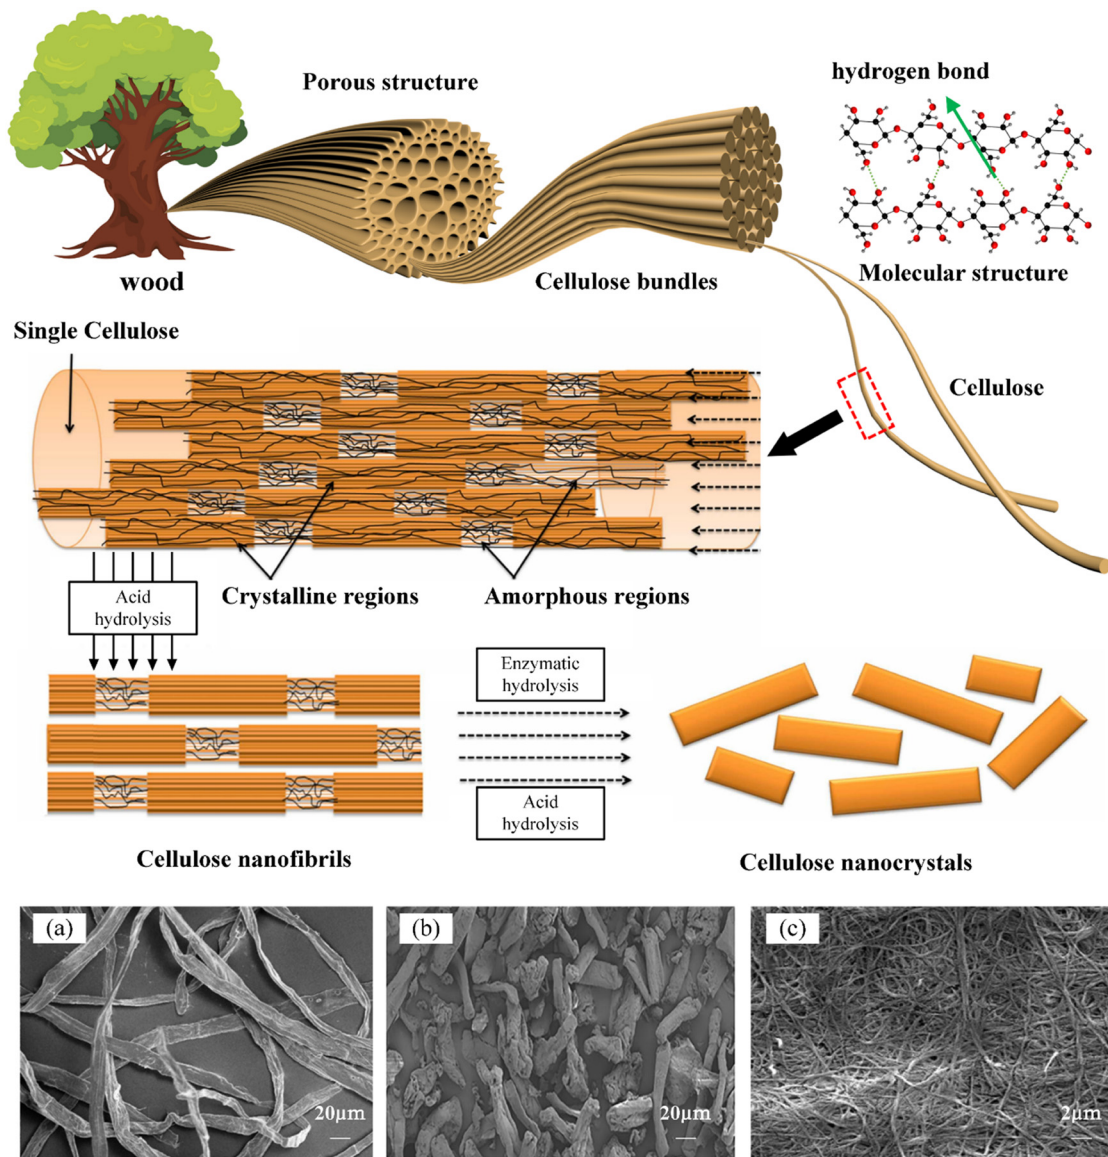 Porous structure
hydrogen bond
wood
Cellulose bundles
Molecular structure
Single Cellulose
Cellulose
Crystalline regions
Amorphous regions
Acid
hydrolysis
Enzymatic
hydrolysis
Acid
hydrolysis
Cellulose nanofibrils
Cellulose nanocrystals
(a)
20μm
(b)
20μm
(c)
2μm